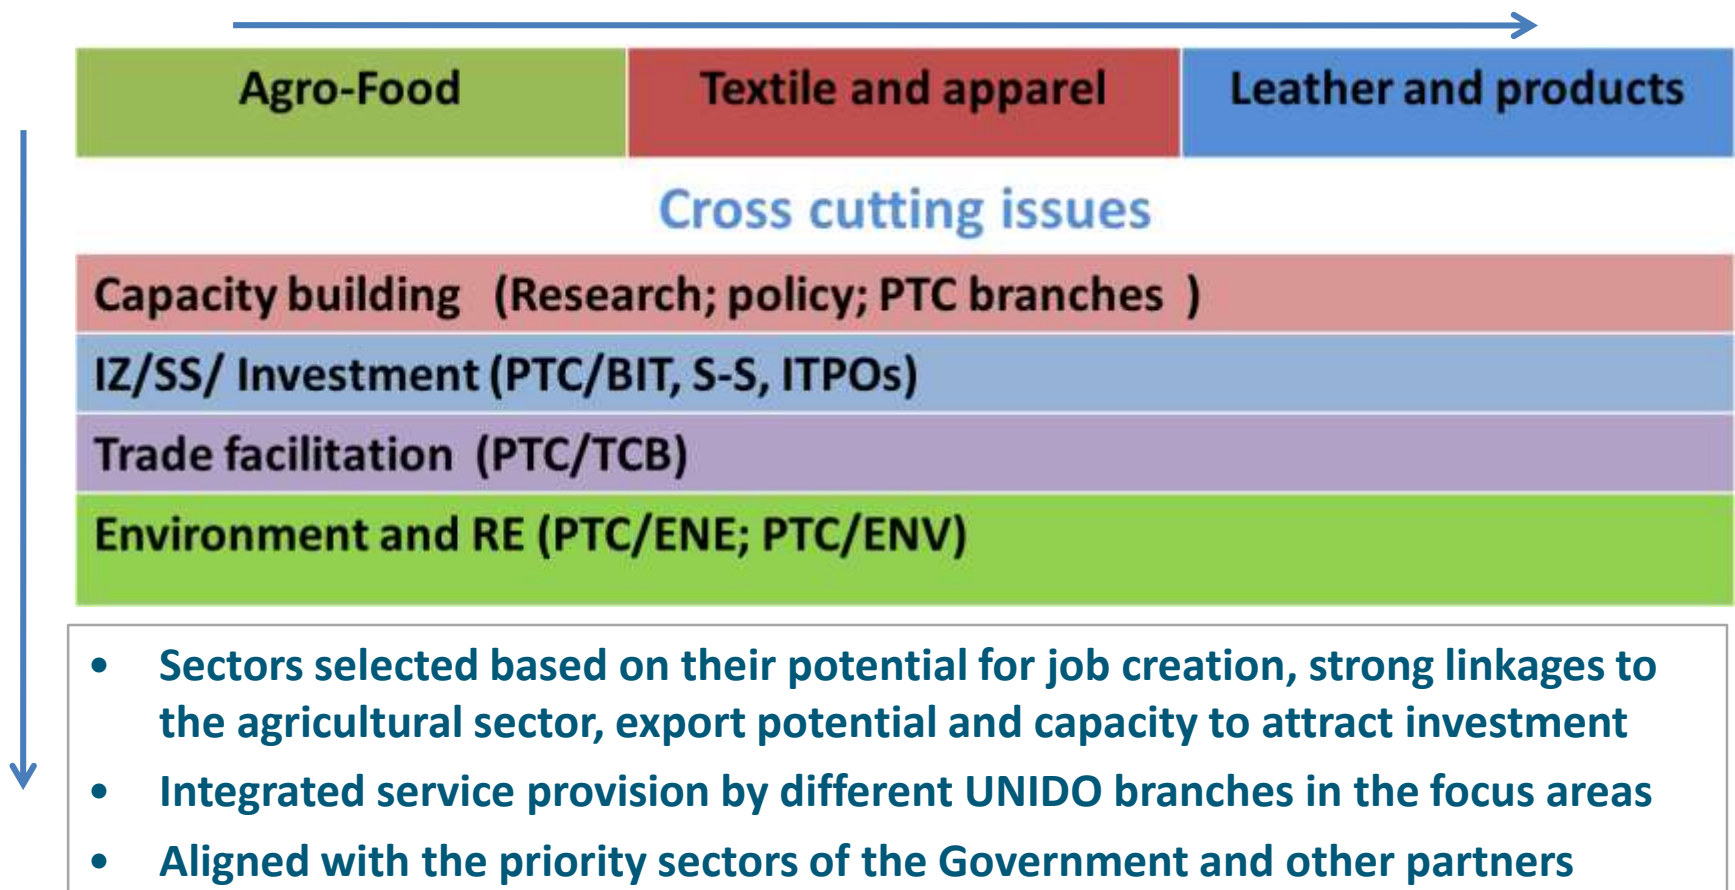 Agro-Food
Textile and apparel
Leather and products
Cross cutting issues
Capacity building (Research; policy; PTC branches )
IZ/SS/ Investment (PTC/BIT, S-S, ITPOs)
Trade facilitation (PTC/TCB)
Environment and RE (PTC/ENE; PTC/ENV)
• Sectors selected based on their potential for job creation, strong linkages to
the agricultural sector, export potential and capacity to attract investment
• Integrated service provision by different UNIDO branches in the focus areas
• Aligned with the priority sectors of the Government and other partners